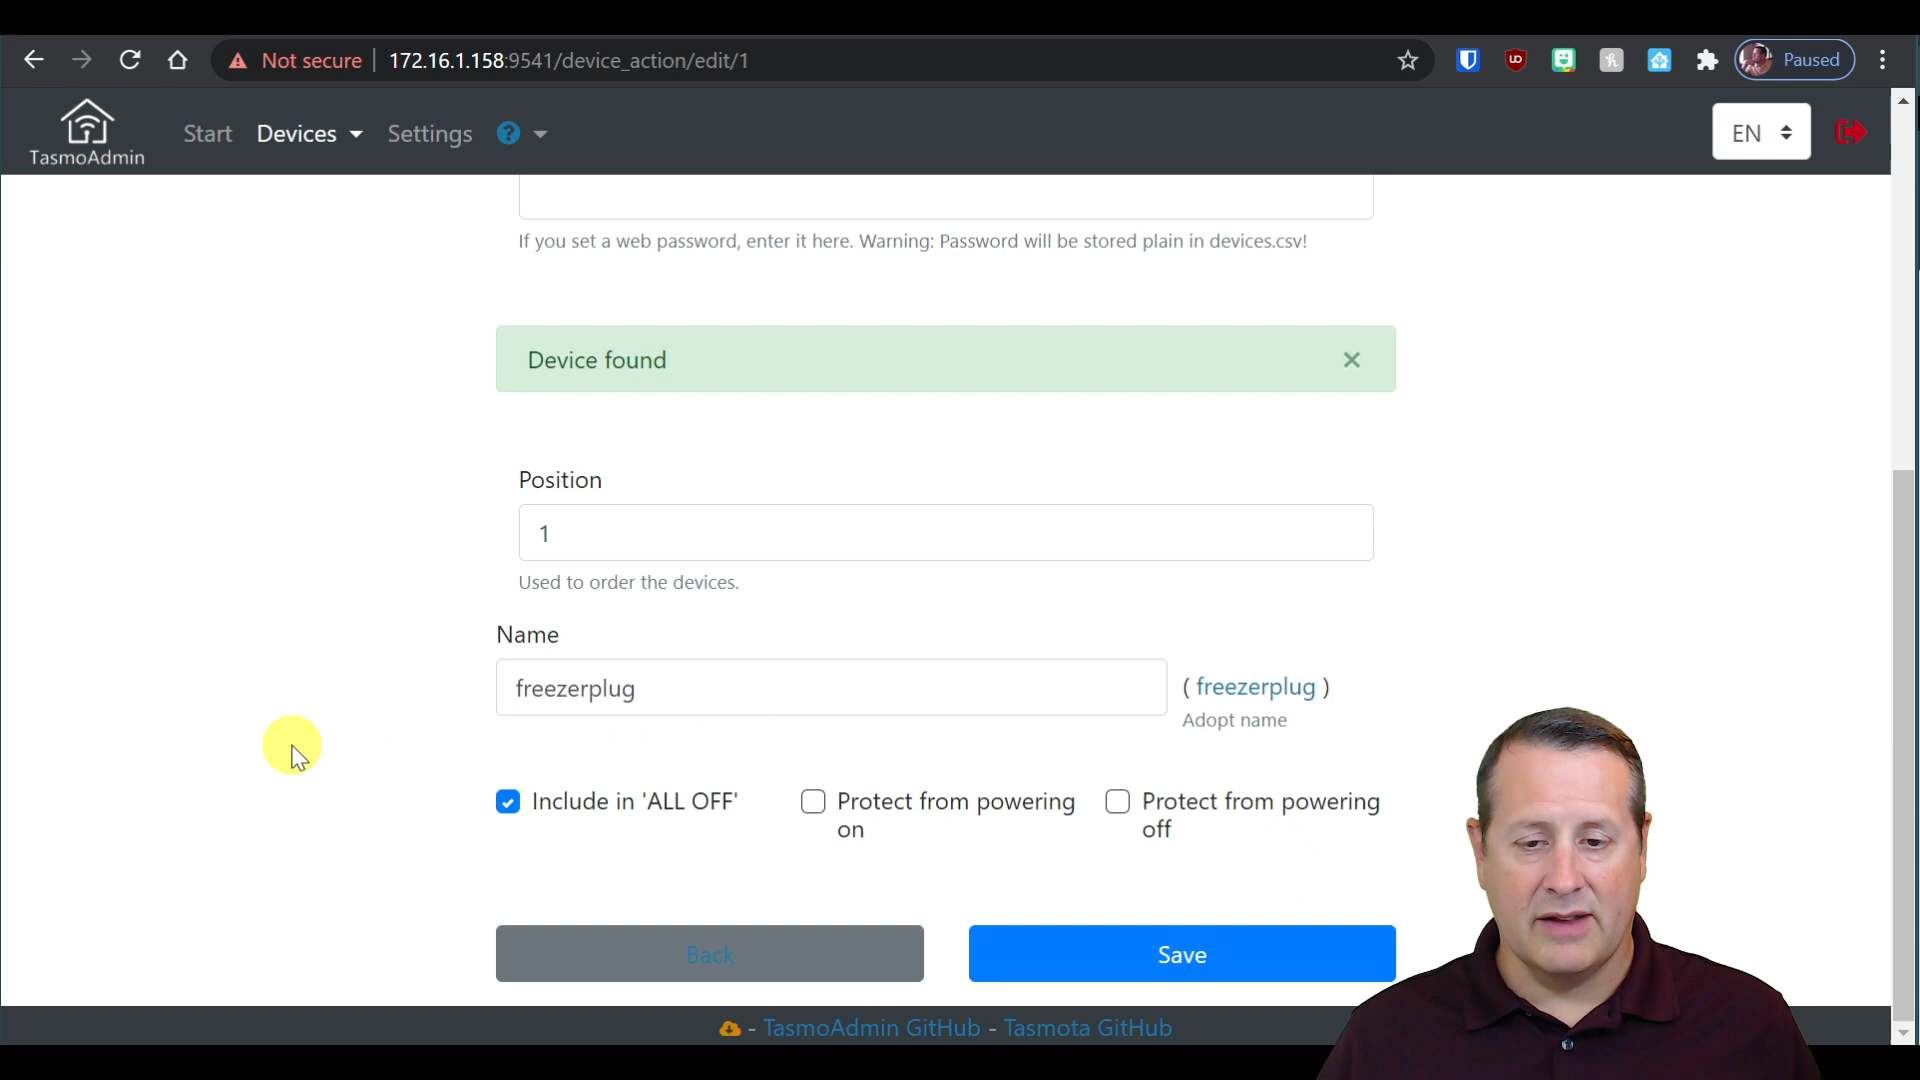 Not secure
172.16.1.158:9541/device_action/edit/1
Paused
TasmoAdmin
Start
Devices
Settings
?
EN
If you set a web password, enter it here. Warning: Password will be stored plain in devices.csv!
Device found
×
Position
1
Used to order the devices.
Name
freezerplug
( freezerplug )
Adopt name
Include in 'ALL OFF'
Protect from powering
on
Protect from powering
off
Back
Save
- TasmoAdmin GitHub - Tasmota GitHub